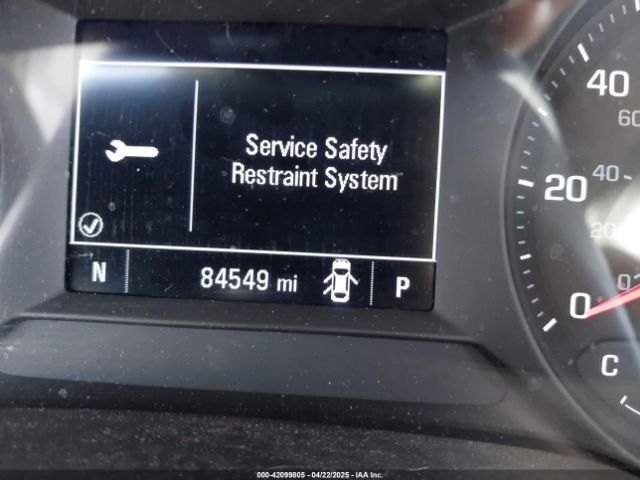 Service Safety
Restraint System
N 84549 mi P
40
60
20
40
20
0
0
C
000-42099805 - 04/22/2025 - IAA Inc.